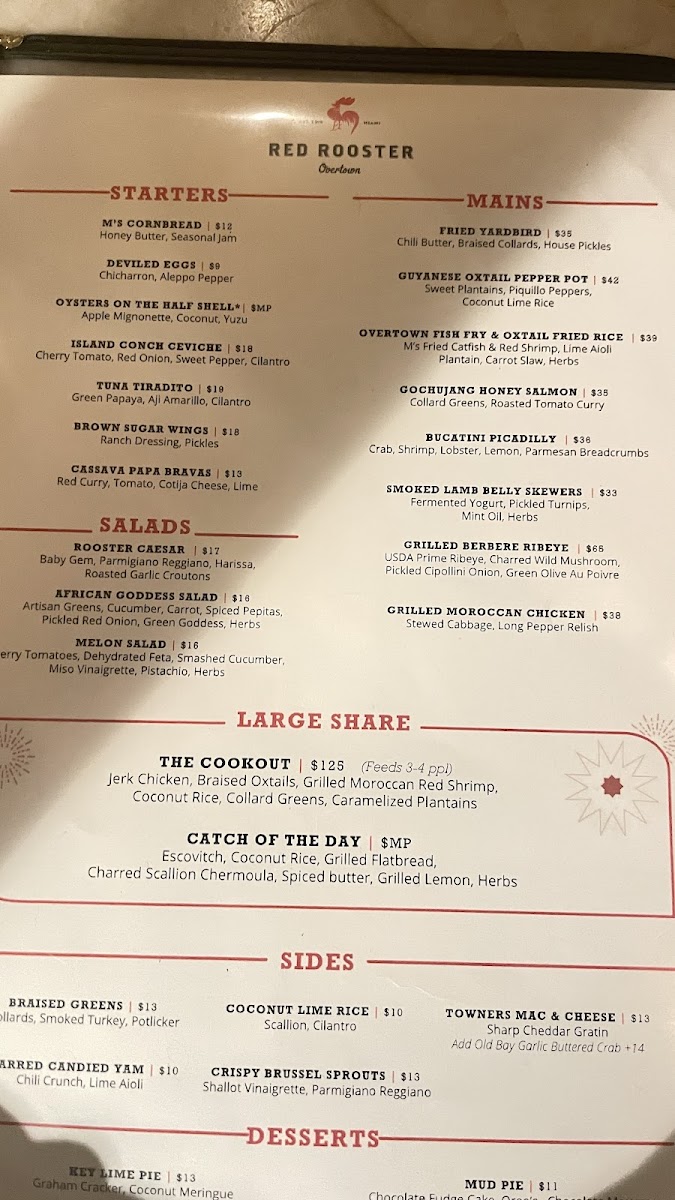 MIAMI
RED ROOSTER
Overtown
STARTERS
M'S CORNBREAD | $12
Honey Butter, Seasonal Jam
DEVILED EGGS | $9
Chicharron, Aleppo Pepper
OYSTERS ON THE HALF SHELL* | $MP
Apple Mignonette, Coconut, Yuzu
ISLAND CONCH CEVICHE | $18
Cherry Tomato, Red Onion, Sweet Pepper, Cilantro
TUNA TIRADITO | $19
Green Papaya, Aji Amarillo, Cilantro
BROWN SUGAR WINGS | $18
Ranch Dressing, Pickles
CASSAVA PAPA BRAVAS | $13
Red Curry, Tomato, Cotija Cheese, Lime
SALADS
ROOSTER CAESAR | $17
Baby Gem, Parmigiano Reggiano, Harissa,
Roasted Garlic Croutons
AFRICAN GODDESS SALAD | $16
Artisan Greens, Cucumber, Carrot, Spiced Pepitas,
Pickled Red Onion, Green Goddess, Herbs
MELON SALAD | $16
erry Tomatoes, Dehydrated Feta, Smashed Cucumber,
Miso Vinaigrette, Pistachio, Herbs
MAINS
FRIED YARDBIRD | $35
Chili Butter, Braised Collards, House Pickles
GUYANESE OXTAIL PEPPER POT | $42
Sweet Plantains, Piquillo Peppers,
Coconut Lime Rice
OVERTOWN FISH FRY & OXTAIL FRIED RICE | $39
M's Fried Catfish & Red Shrimp, Lime Aioli
Plantain, Carrot Slaw, Herbs
GOCHUJANG HONEY SALMON | $35
Collard Greens, Roasted Tomato Curry
BUCATINI PICADILLY | $36
Crab, Shrimp, Lobster, Lemon, Parmesan Breadcrumbs
SMOKED LAMB BELLY SKEWERS | $33
Fermented Yogurt, Pickled Turnips,
Mint Oil, Herbs
GRILLED BERBERE RIBEYE | $65
USDA Prime Ribeye, Charred Wild Mushroom,
Pickled Cipollini Onion, Green Olive Au Poivre
GRILLED MOROCCAN CHICKEN | $38
Stewed Cabbage, Long Pepper Relish
LARGE SHARE
THE COOKOUT | $125 (Feeds 3-4 ppl)
Jerk Chicken, Braised Oxtails, Grilled Moroccan Red Shrimp,
Coconut Rice, Collard Greens, Caramelized Plantains
CATCH OF THE DAY | $MP
Escovitch, Coconut Rice, Grilled Flatbread,
Charred Scallion Chermoula, Spiced butter, Grilled Lemon, Herbs
SIDES
BRAISED GREENS | $13
ollards, Smoked Turkey, Potlicker
COCONUT LIME RICE | $10
Scallion, Cilantro
TOWNERS MAC & CHEESE | $13
Sharp Cheddar Gratin
Add Old Bay Garlic Buttered Crab +14
ARRED CANDIED YAM | $10
Chili Crunch, Lime Aioli
CRISPY BRUSSEL SPROUTS | $13
Shallot Vinaigrette, Parmigiano Reggiano
DESSERTS
KEY LIME PIE | $13
Graham Cracker, Coconut Meringue
MUD PIE | $11
Chocolate Fudge Cake,